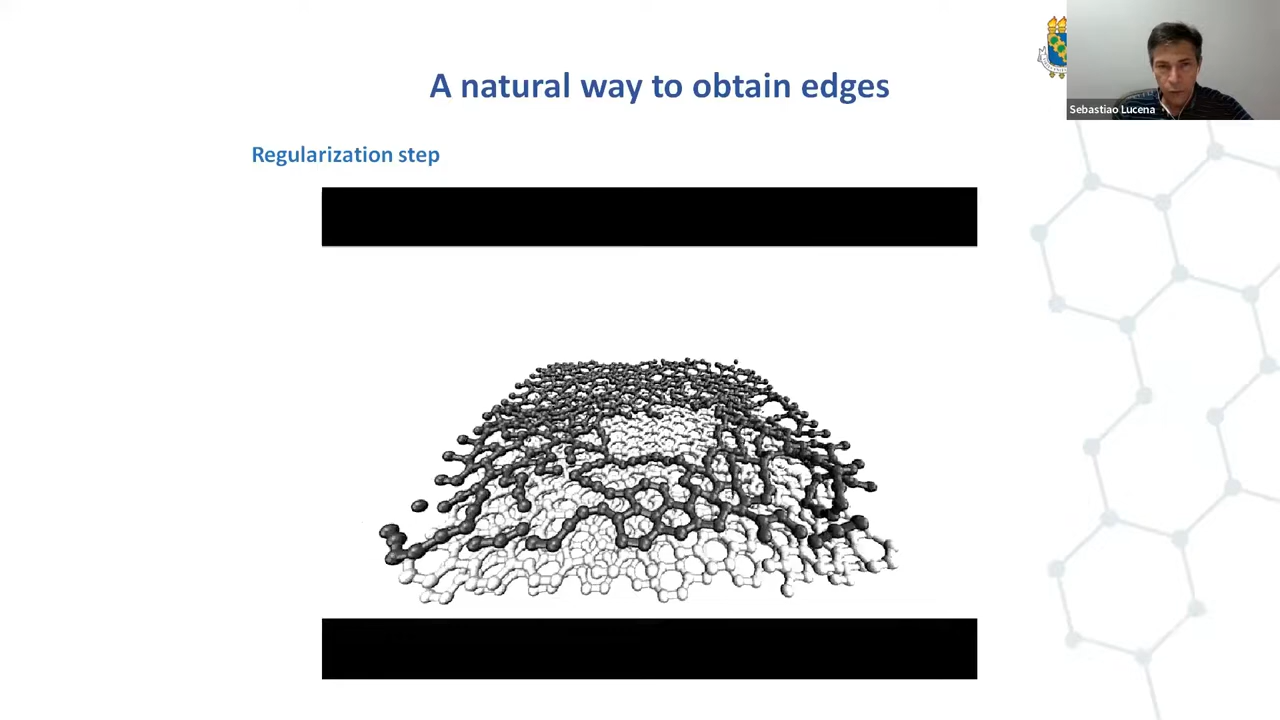 A natural way to obtain edges
Sebastiao Lucena
Regularization step